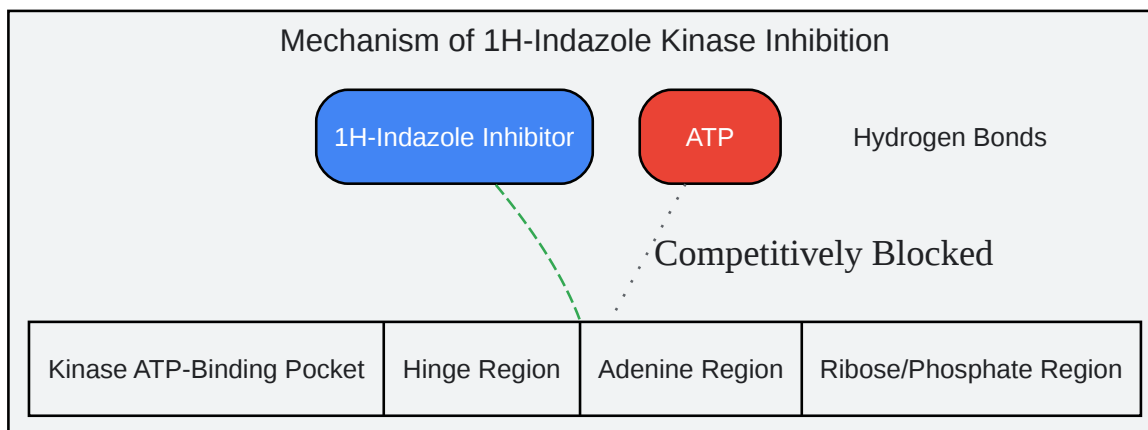 Mechanism of 1H-Indazole Kinase Inhibition
1H-Indazole Inhibitor
ATP
Hydrogen Bonds
Competitively Blocked
Kinase ATP-Binding Pocket
Hinge Region
Adenine Region
Ribose/Phosphate Region